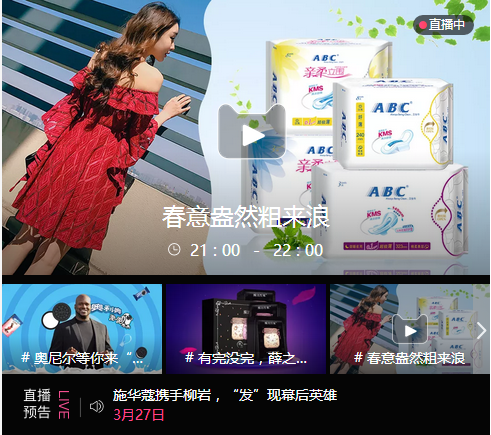 直播中
ABC
亲柔立围
KMS
ABC
KMS
240
ABC
KMS
春意盎然粗来浪
21:00 - 22:00
# 奥尼尔等你来“...
# 有完没完，薛之...
# 春意盎然粗来浪
直播
预告
LIVE
施华蔻携手柳岩，“发”现幕后英雄
3月27日